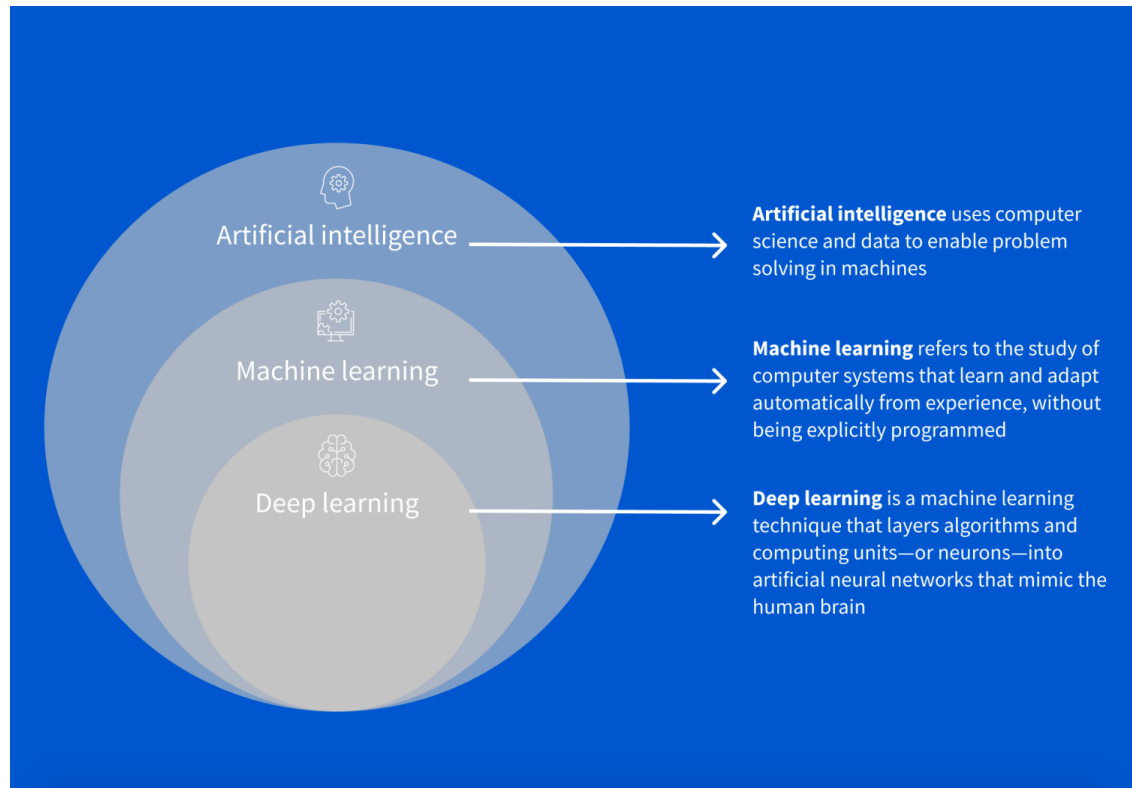 Artificial intelligence
Machine learning
Deep learning
Artificial intelligence uses computer
science and data to enable problem
solving in machines
Machine learning refers to the study of
computer systems that learn and adapt
automatically from experience, without
being explicitly programmed
Deep learning is a machine learning
technique that layers algorithms and
computing units—or neurons—into
artificial neural networks that mimic the
human brain